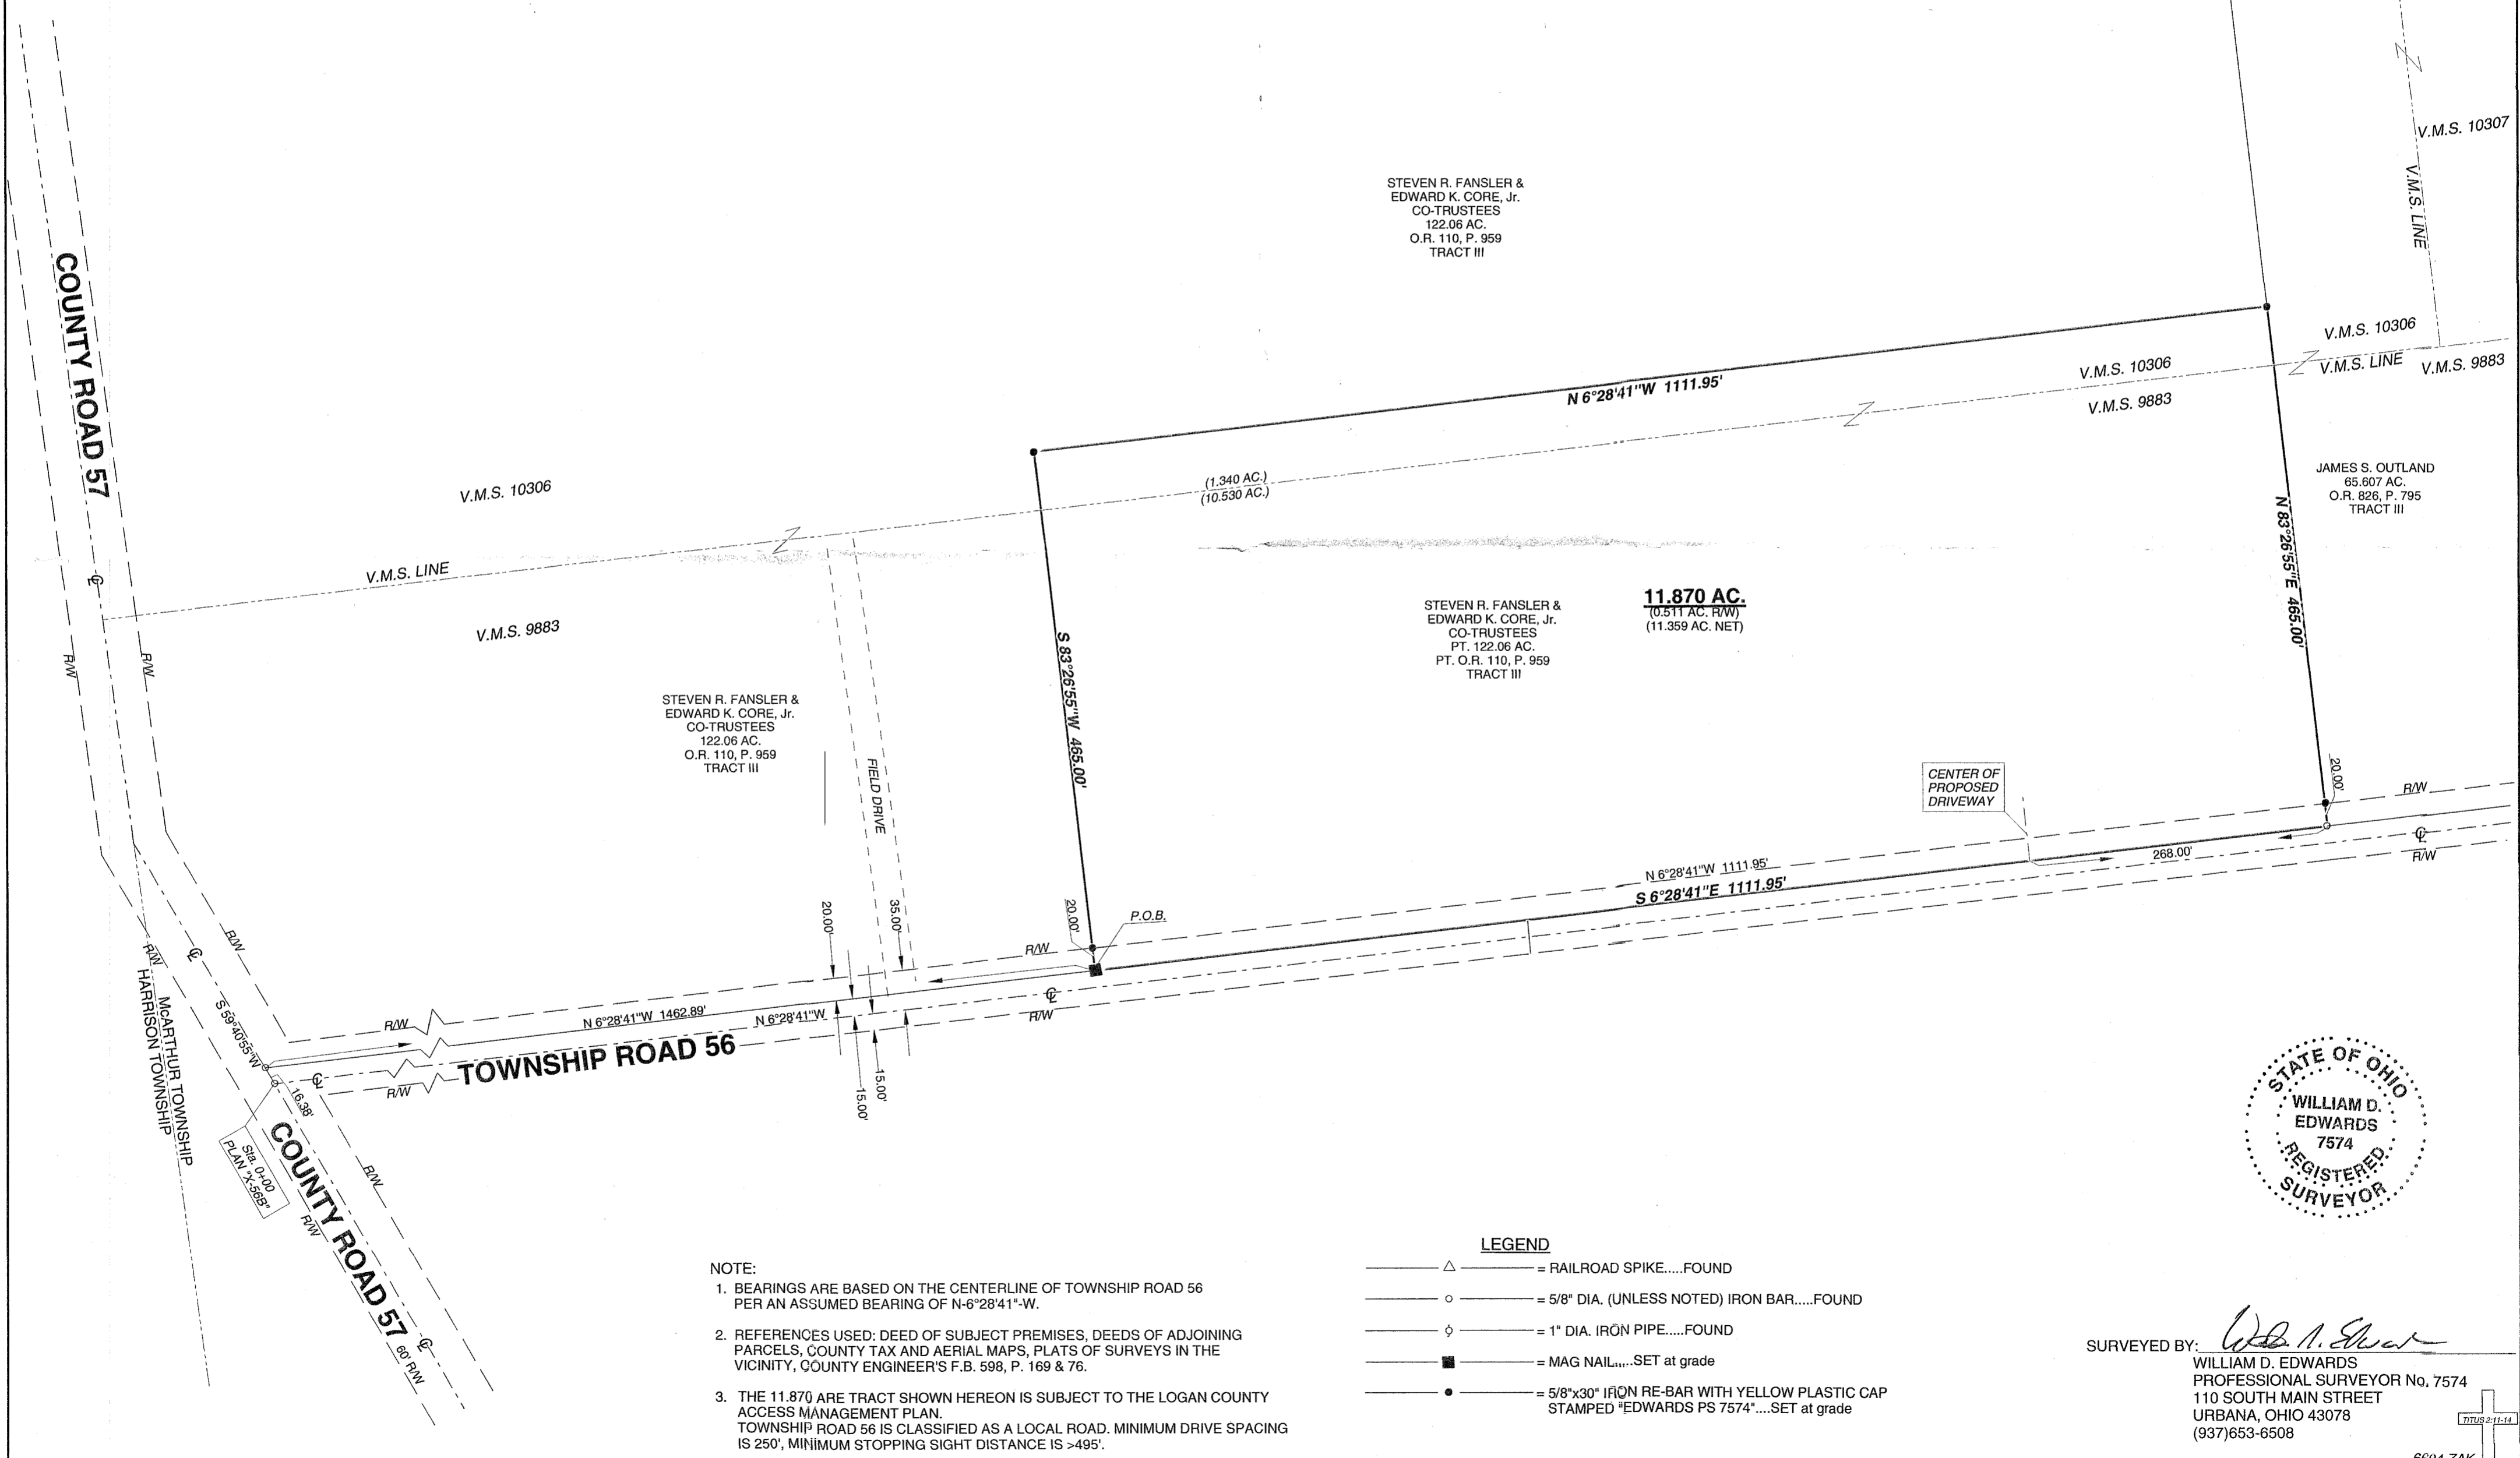 V.M.S. 10307
V.M.S. LINE
STEVEN R. FANSLER &
EDWARD K. CORE, Jr.
CO-TRUSTEES
122.06 AC.
O.R. 110, P. 959
TRACT III
COUNTY ROAD 57
V.M.S. 10306
V.M.S. LINE
V.M.S. 9883
V.M.S. 10306
V.M.S. 9883
N 6°28'41"W 1111.95'
(1.340 AC.)
(10.530 AC.)
V.M.S. 10306
V.M.S. LINE
V.M.S. 9883
JAMES S. OUTLAND
65.607 AC.
O.R. 826, P. 795
TRACT III
N 83°26'55"E 465.00'
11.870 AC.
(0.511 AC. R/W)
(11.359 AC. NET)
STEVEN R. FANSLER &
EDWARD K. CORE, Jr.
CO-TRUSTEES
PT. 122.06 AC.
PT. O.R. 110, P. 959
TRACT III
S 83°26'55"W 465.00'
STEVEN R. FANSLER &
EDWARD K. CORE, Jr.
CO-TRUSTEES
122.06 AC.
O.R. 110, P. 959
TRACT III
FIELD DRIVE
R/W
R/W
CENTER OF
PROPOSED
DRIVEWAY
20.00'
R/W
268.00'
R/W
N 6°28'41"W 1111.95'
S 6°28'41"E 1111.95'
20.00'
35.00'
20.00'
P.O.B.
R/W
R/W
15.00'
15.00'
N 6°28'41"W 1462.89'
N 6°28'41"W
TOWNSHIP ROAD 56
R/W
R/W
R/W
R/W
S 59°40'55"W
16.38'
McARTHUR TOWNSHIP
HARRISON TOWNSHIP
Sta. 0+00
PLAN "X-56B"
COUNTY ROAD 57
60' R/W
R/W
R/W
NOTE:
1. BEARINGS ARE BASED ON THE CENTERLINE OF TOWNSHIP ROAD 56
PER AN ASSUMED BEARING OF N-6°28'41"-W.
2. REFERENCES USED: DEED OF SUBJECT PREMISES, DEEDS OF ADJOINING
PARCELS, COUNTY TAX AND AERIAL MAPS, PLATS OF SURVEYS IN THE
VICINITY, COUNTY ENGINEER'S F.B. 598, P. 169 & 76.
3. THE 11.870 ARE TRACT SHOWN HEREON IS SUBJECT TO THE LOGAN COUNTY
ACCESS MANAGEMENT PLAN.
TOWNSHIP ROAD 56 IS CLASSIFIED AS A LOCAL ROAD. MINIMUM DRIVE SPACING
IS 250', MINIMUM STOPPING SIGHT DISTANCE IS >495'.
LEGEND
= RAILROAD SPIKE.....FOUND
= 5/8" DIA. (UNLESS NOTED) IRON BAR.....FOUND
= 1" DIA. IRON PIPE.....FOUND
= MAG NAIL.....SET at grade
= 5/8"x30" IRON RE-BAR WITH YELLOW PLASTIC CAP
STAMPED "EDWARDS PS 7574"....SET at grade
STATE OF OHIO
WILLIAM D.
EDWARDS
7574
REGISTERED
SURVEYOR
SURVEYED BY:
WILLIAM D. EDWARDS
PROFESSIONAL SURVEYOR No. 7574
110 SOUTH MAIN STREET
URBANA, OHIO 43078
(937)653-6508
TITUS 2:11-14